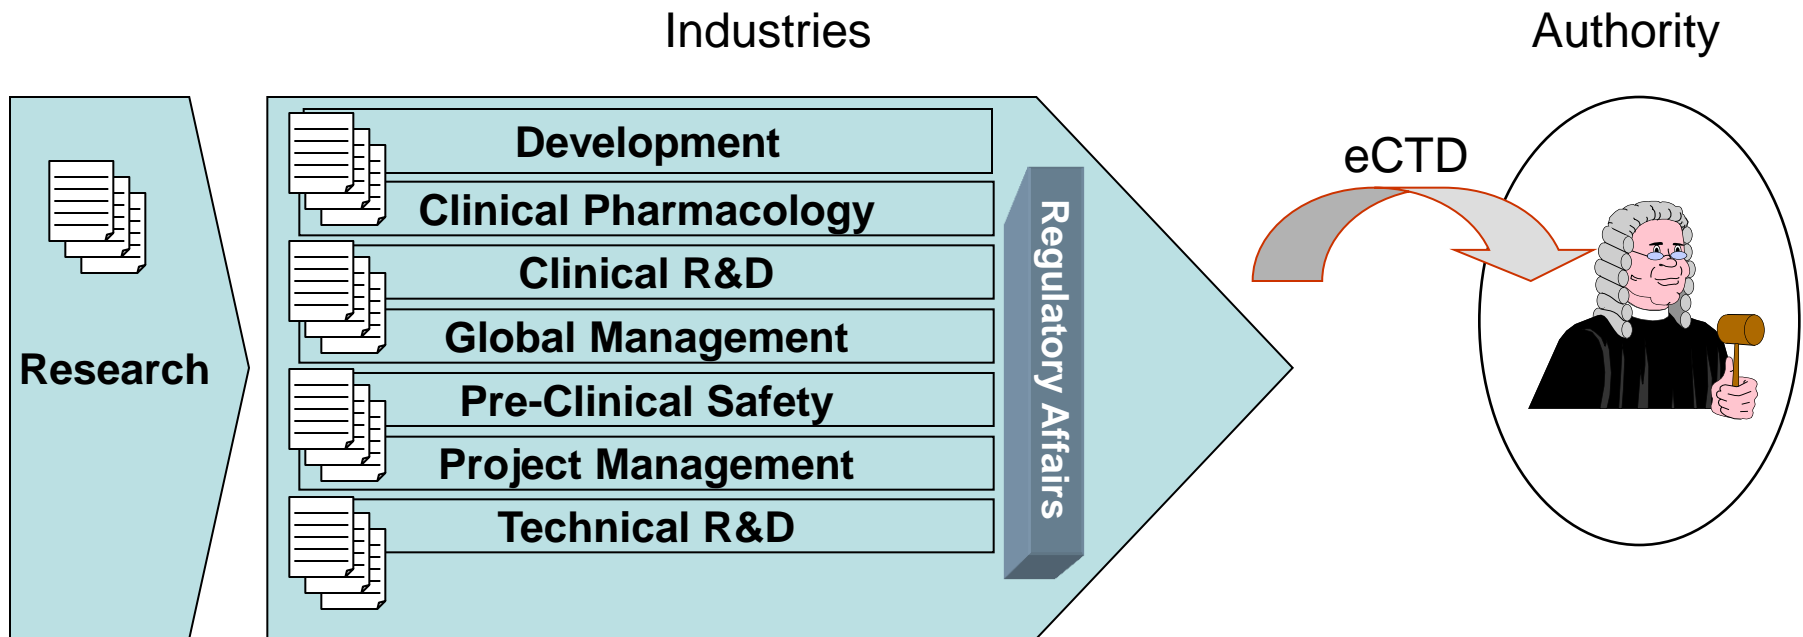 Industries
Authority
Research
Development
Clinical Pharmacology
Clinical R&D
Global Management
Pre-Clinical Safety
Project Management
Technical R&D
Regulatory Affairs
eCTD